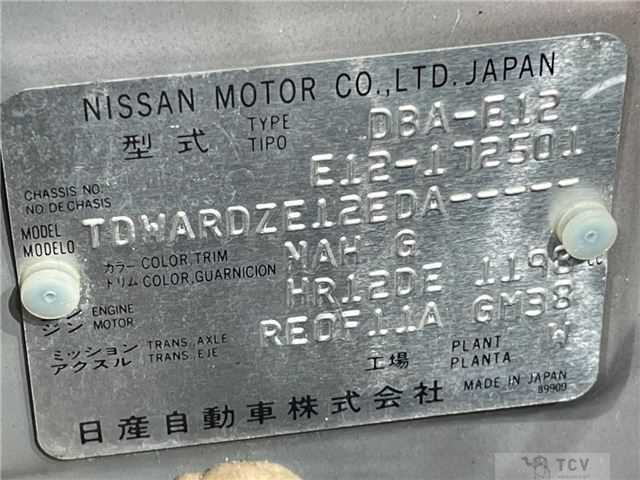 NISSAN MOTOR CO.,LTD. JAPAN
型式 TYPE TIPO DBA-E12
CHASSIS NO. NO. DE CHASIS E12-172501
MODEL MODELO TDWARDZE12EDA-----
カラー トリム COLOR,TRIM COLOR,GUARNICION NAH G
ジン ENGINE MOTOR HR12DE 1198 cc
ミッション アクスル TRANS.,AXLE TRANS.,EJE RE0F11A GM38
工場 PLANT PLANTA W
日産自動車株式会社 MADE IN JAPAN
89909
TCV